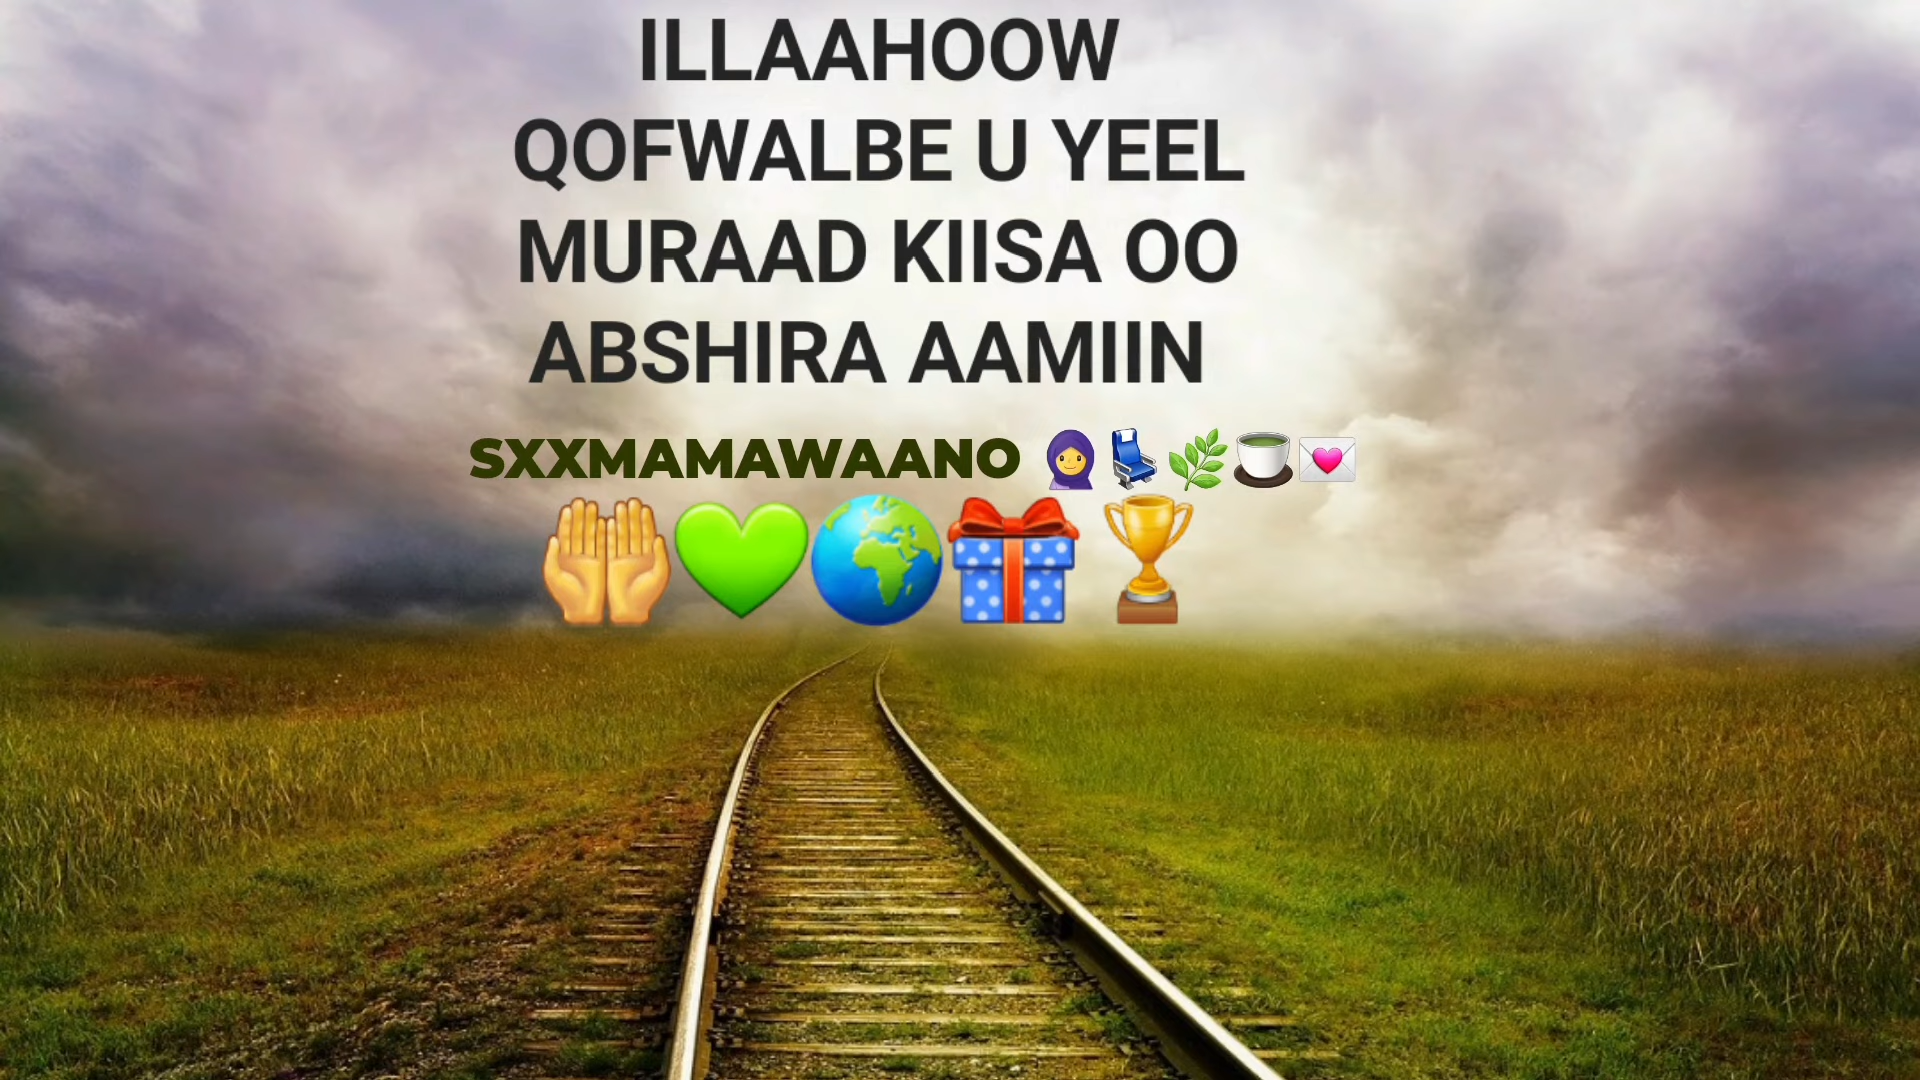 ILLAAHOOW
QOFWALBE U YEEL
MURAAD KIISA OO
ABSHIRA AAMIIN
SXXMAMAWAANO 🧕💺🌿🍵💌
🤲💚🌍🎁🏆